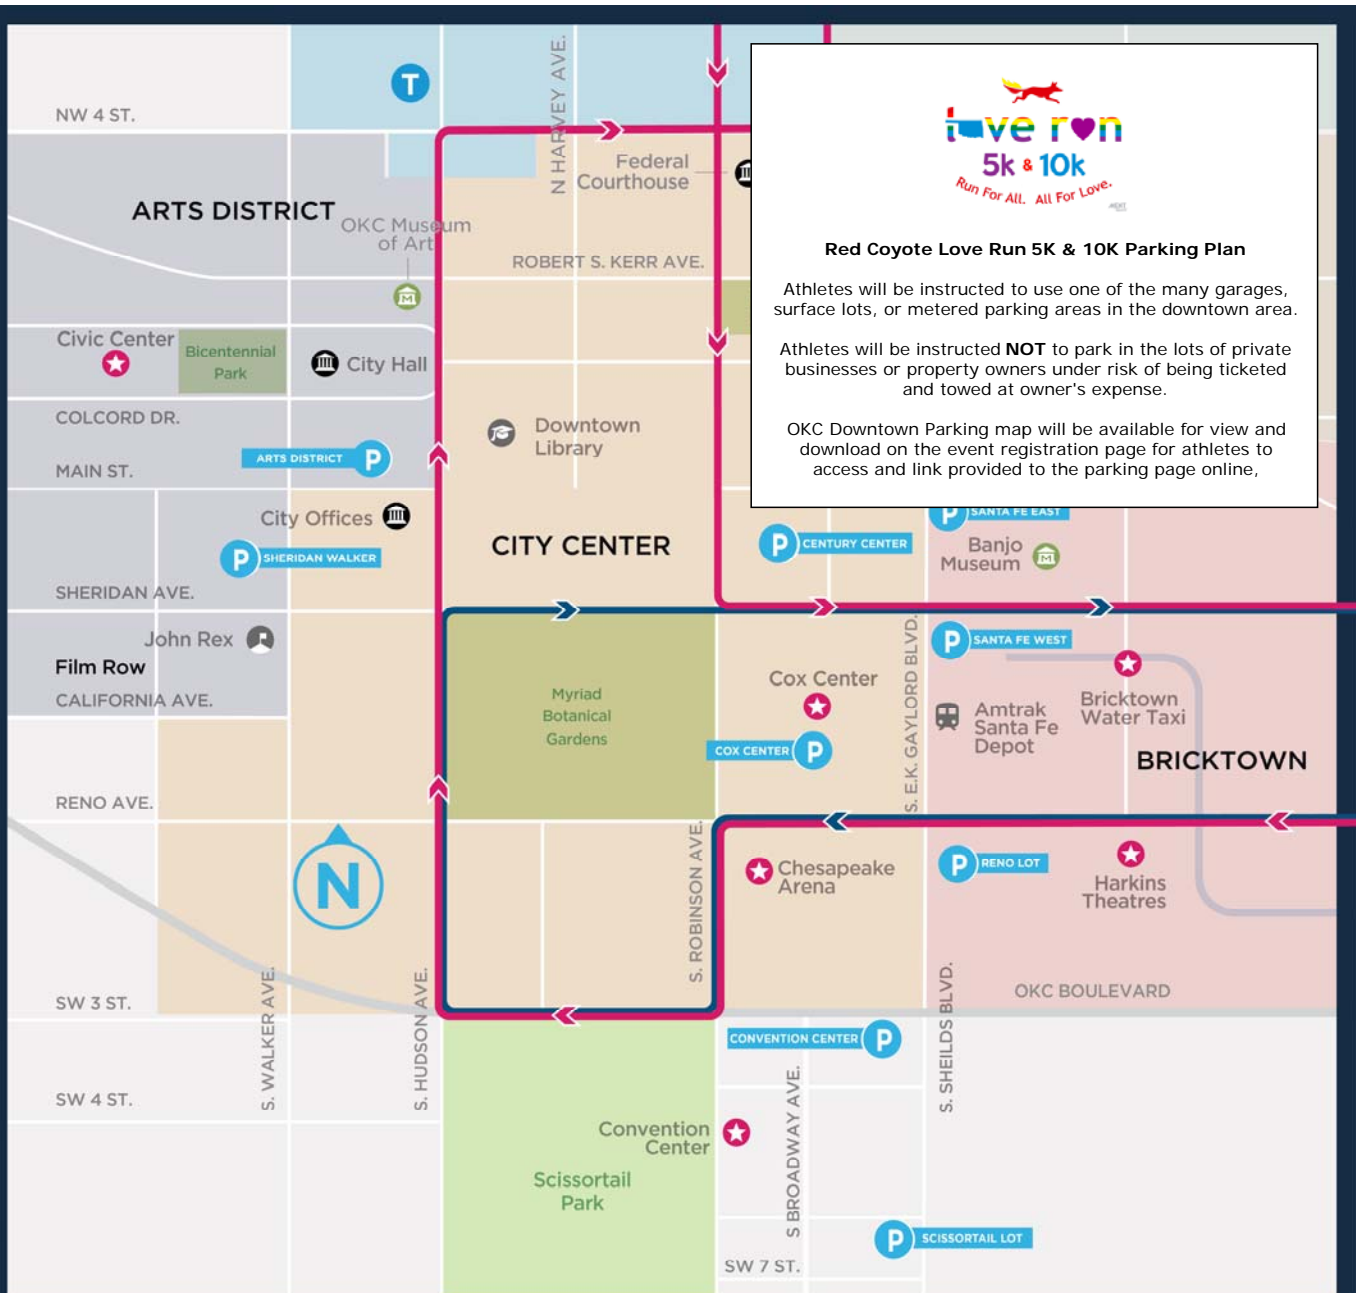 T
N HARVEY AVE.
NW 4 ST.
Federal
Courthouse
ARTS DISTRICT
OKC Museum
of Art
M
ROBERT S. KERR AVE.
love run
5k & 10k
Run For All. All For Love.
Red Coyote Love Run 5K & 10K Parking Plan
Athletes will be instructed to use one of the many garages,
surface lots, or metered parking areas in the downtown area.
Athletes will be instructed NOT to park in the lots of private
businesses or property owners under risk of being ticketed
and towed at owner's expense.
OKC Downtown Parking map will be available for view and
download on the event registration page for athletes to
access and link provided to the parking page online,
Civic Center
Bicentennial
Park
City Hall
COLCORD DR.
Downtown
Library
ARTS DISTRICT P
MAIN ST.
City Offices
P SHERIDAN WALKER
CITY CENTER
P CENTURY CENTER
P SANTA FE EAST
Banjo
Museum
M
SHERIDAN AVE.
John Rex
Film Row
CALIFORNIA AVE.
Myriad
Botanical
Gardens
Cox Center
COX CENTER P
S. E.K. GAYLORD BLVD.
P SANTA FE WEST
Amtrak
Santa Fe
Depot
Bricktown
Water Taxi
BRICKTOWN
RENO AVE.
N
S. ROBINSON AVE.
Chesapeake
Arena
P RENO LOT
Harkins
Theatres
SW 3 ST.
S. WALKER AVE.
S. HUDSON AVE.
OKC BOULEVARD
CONVENTION CENTER P
S. SHEILDS BLVD.
SW 4 ST.
Convention
Center
S BROADWAY AVE.
Scissortail
Park
P SCISSORTAIL LOT
SW 7 ST.